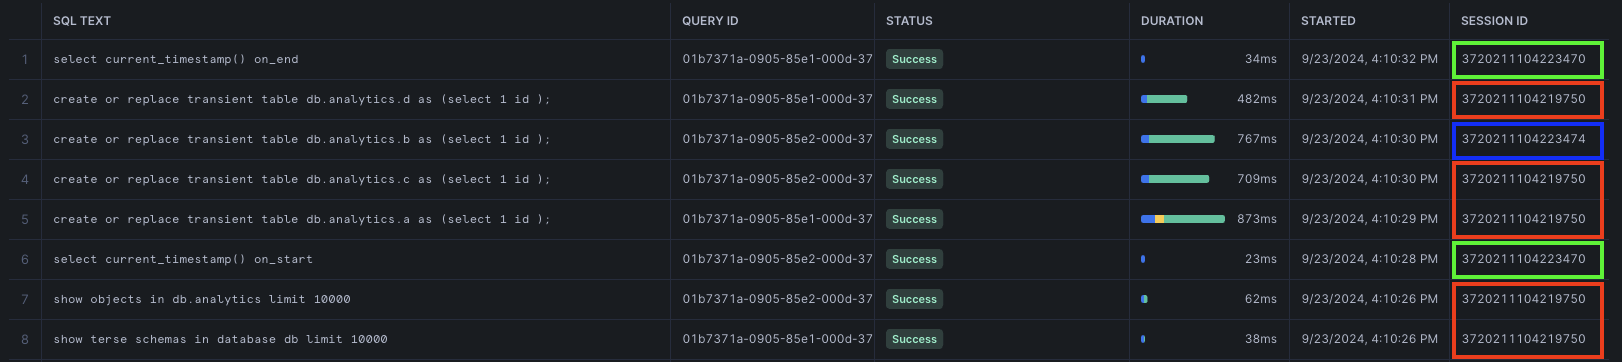 SQL TEXT QUERY ID STATUS DURATION STARTED SESSION ID
1 select current_timestamp() on_end 01b7371a-0905-85e1-000d-37 Success 34ms 9/23/2024, 4:10:32 PM 3720211104223470
2 create or replace transient table db.analytics.d as (select 1 id ); 01b7371a-0905-85e1-000d-37 Success 482ms 9/23/2024, 4:10:31 PM 3720211104219750
3 create or replace transient table db.analytics.b as (select 1 id ); 01b7371a-0905-85e2-000d-37 Success 767ms 9/23/2024, 4:10:30 PM 3720211104223474
4 create or replace transient table db.analytics.c as (select 1 id ); 01b7371a-0905-85e2-000d-37 Success 709ms 9/23/2024, 4:10:30 PM 3720211104219750
5 create or replace transient table db.analytics.a as (select 1 id ); 01b7371a-0905-85e2-000d-37 Success 873ms 9/23/2024, 4:10:29 PM 3720211104219750
6 select current_timestamp() on_start 01b7371a-0905-85e2-000d-37 Success 23ms 9/23/2024, 4:10:28 PM 3720211104223470
7 show objects in db.analytics limit 10000 01b7371a-0905-85e2-000d-37 Success 62ms 9/23/2024, 4:10:26 PM 3720211104219750
8 show terse schemas in database db limit 10000 01b7371a-0905-85e1-000d-37 Success 38ms 9/23/2024, 4:10:26 PM 3720211104219750